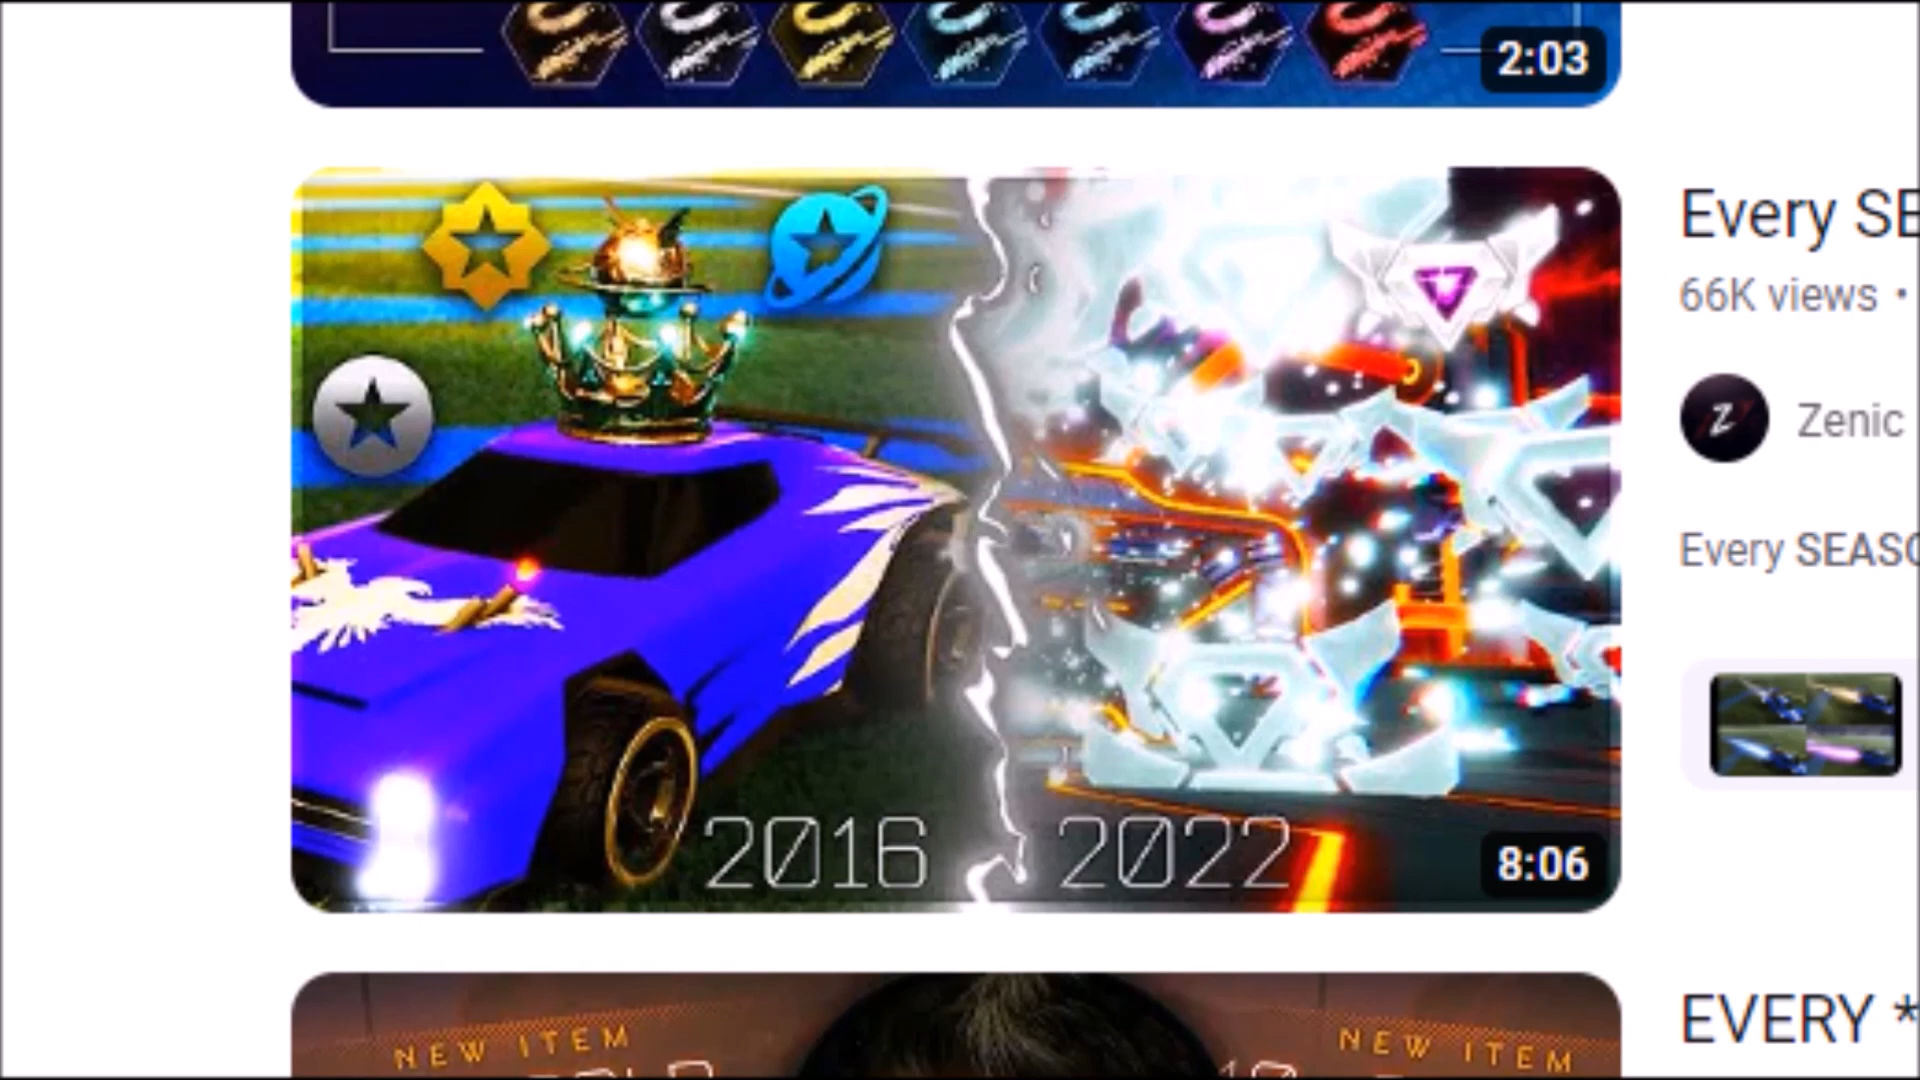 2:03
Every SE
66K views •
Z
Zenic
Every SEASO
2016
2022
8:06
EVERY *
NEW ITEM
NEW ITEM